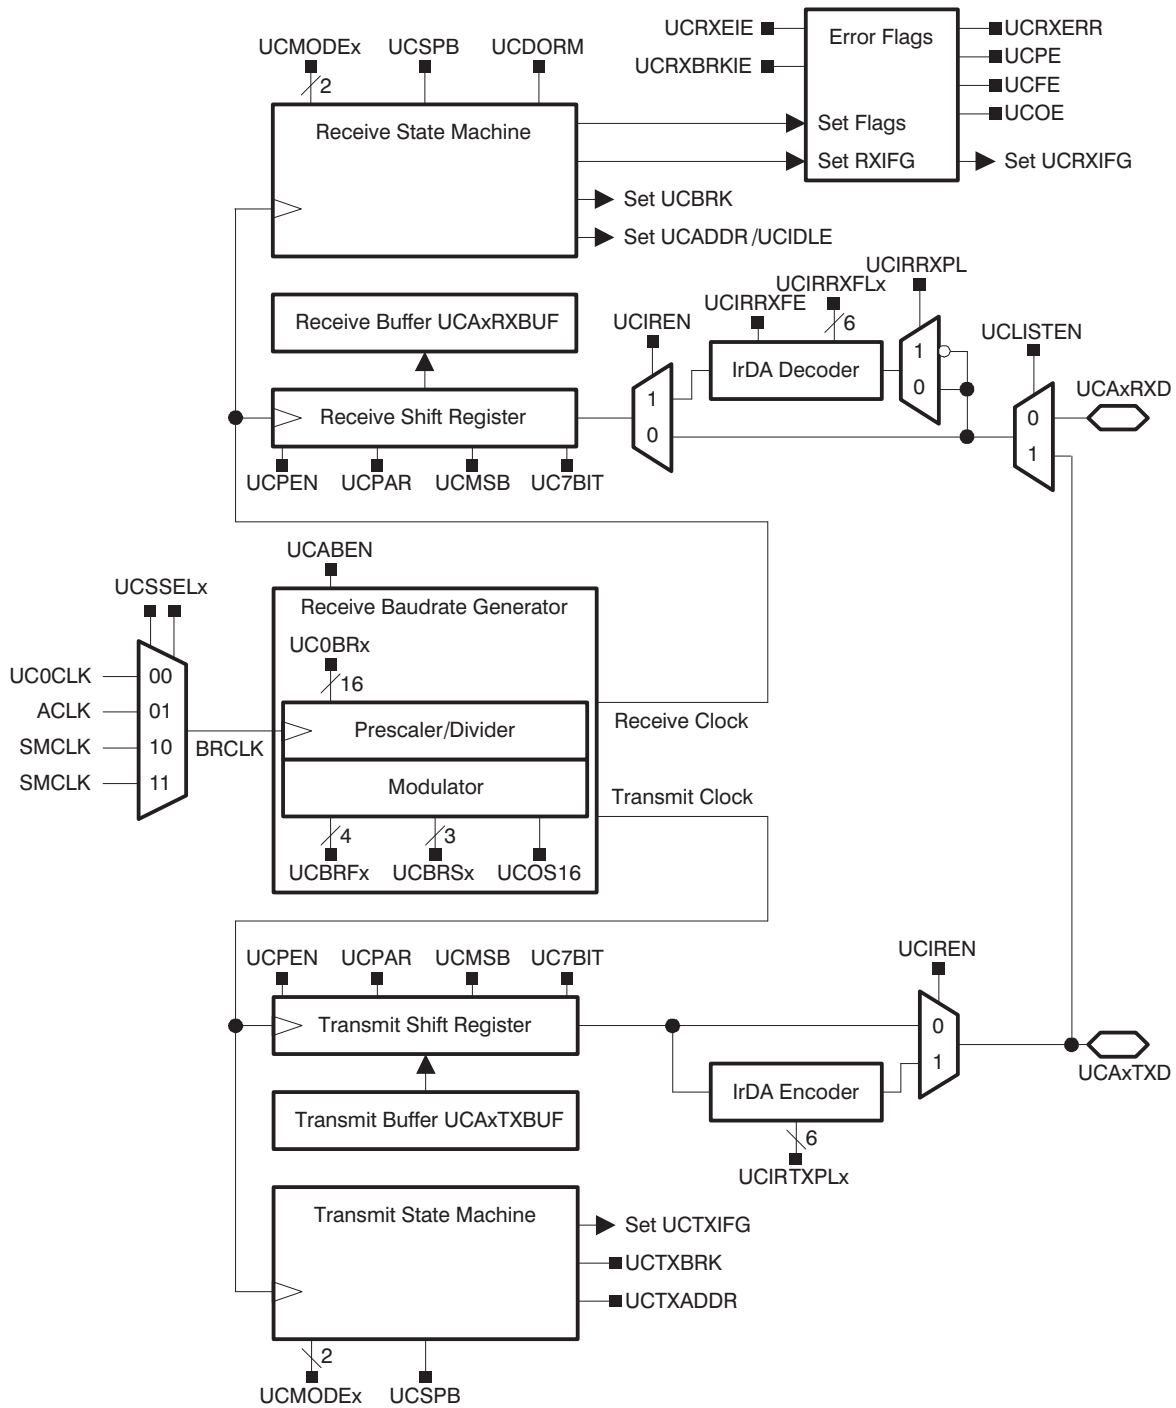 UCMODEx
UCSPB
UCDORM
2
Receive State Machine
UCRXEIE
UCRXBRKIE
Error Flags
Set Flags
Set RXIFG
UCRXERR
UCPE
UCFE
UCOE
Set UCRXIFG
Set UCBRK
Set UCADDR /UCIDLE
Receive Buffer UCAxRXBUF
Receive Shift Register
UCPEN
UCPAR
UCMSB
UC7BIT
UCIREN
1
0
UCIRRXFE
UCIRRXFLx
6
IrDA Decoder
UCIRRXPL
1
0
UCLISTEN
0
1
UCAxRXD
UCABEN
Receive Baudrate Generator
UC0BRx
16
Prescaler/Divider
Modulator
4
3
UCBRFx
UCBRSx
UCOS16
UCSSELx
UC0CLK
00
ACLK
01
SMCLK
10
SMCLK
11
BRCLK
Receive Clock
Transmit Clock
UCPEN
UCPAR
UCMSB
UC7BIT
Transmit Shift Register
Transmit Buffer UCAxTXBUF
UCIREN
0
1
IrDA Encoder
6
UCIRTXPLx
UCAxTXD
Transmit State Machine
Set UCTXIFG
UCTXBRK
UCTXADDR
2
UCMODEx
UCSPB